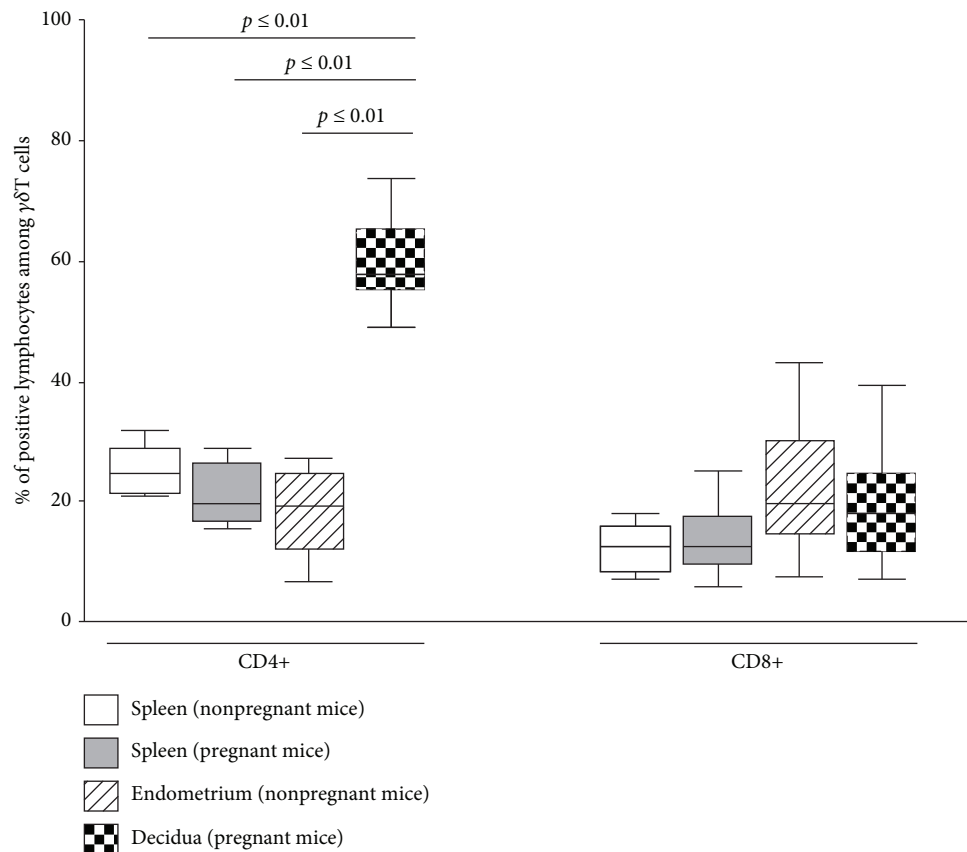 100
p ≤ 0.01
p ≤ 0.01
p ≤ 0.01
80
60
40
20
0
% of positive lymphocytes among γδT cells
CD4+
CD8+
Spleen (nonpregnant mice)
Spleen (pregnant mice)
Endometrium (nonpregnant mice)
Decidua (pregnant mice)